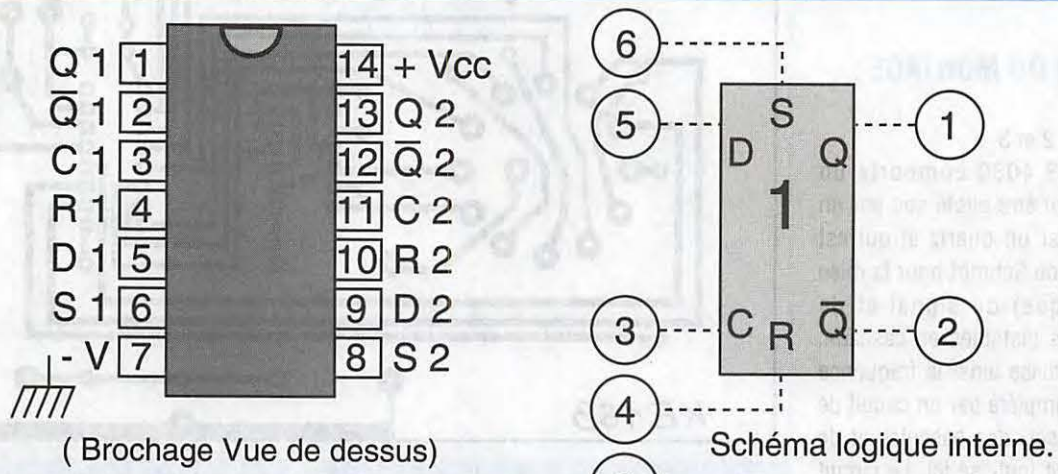 Q 1 1 14 + Vcc
Q̅ 1 2 13 Q 2
C 1 3 12 Q̅ 2
R 1 4 11 C 2
D 1 5 10 R 2
S 1 6 9 D 2
- V 7 8 S 2
( Brochage Vue de dessus)
6
5 D S Q 1
1
3 C R Q̅ 2
4
Schéma logique interne.
DU MONTAGE